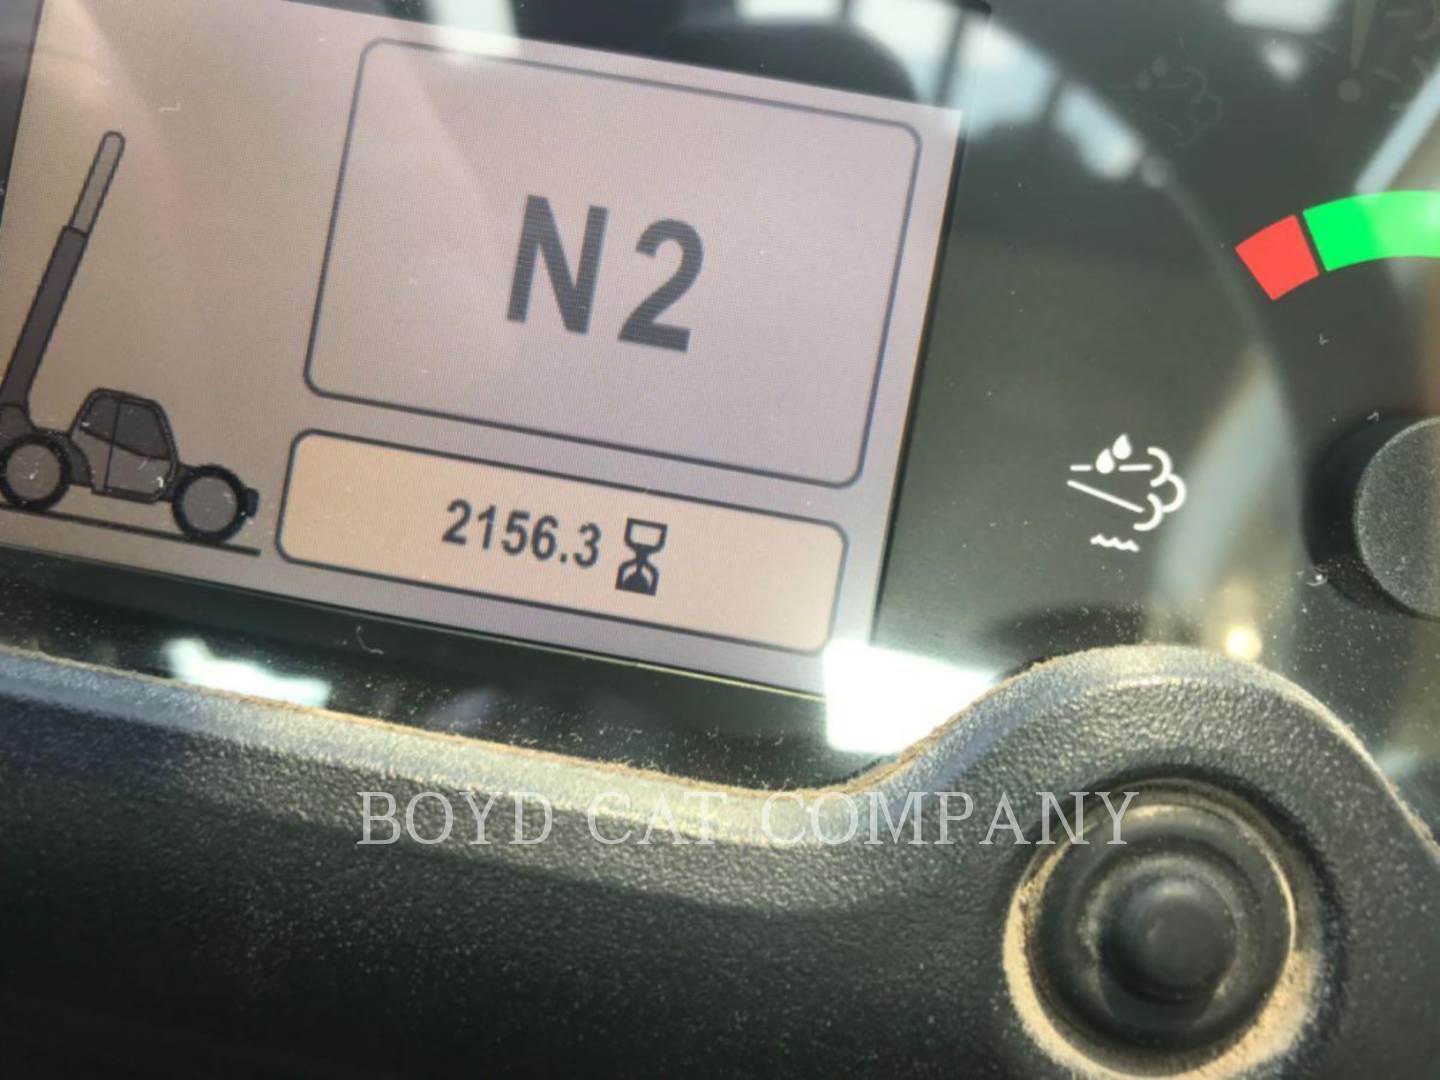 N2
2156.3
BOYD CAT COMPANY